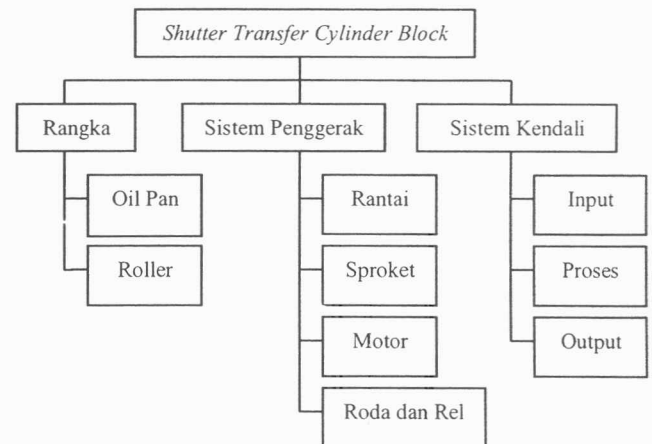 Shutter Transfer Cylinder Block
Rangka
Sistem Penggerak
Sistem Kendali
Oil Pan
Roller
Rantai
Sproket
Motor
Roda dan Rel
Input
Proses
Output